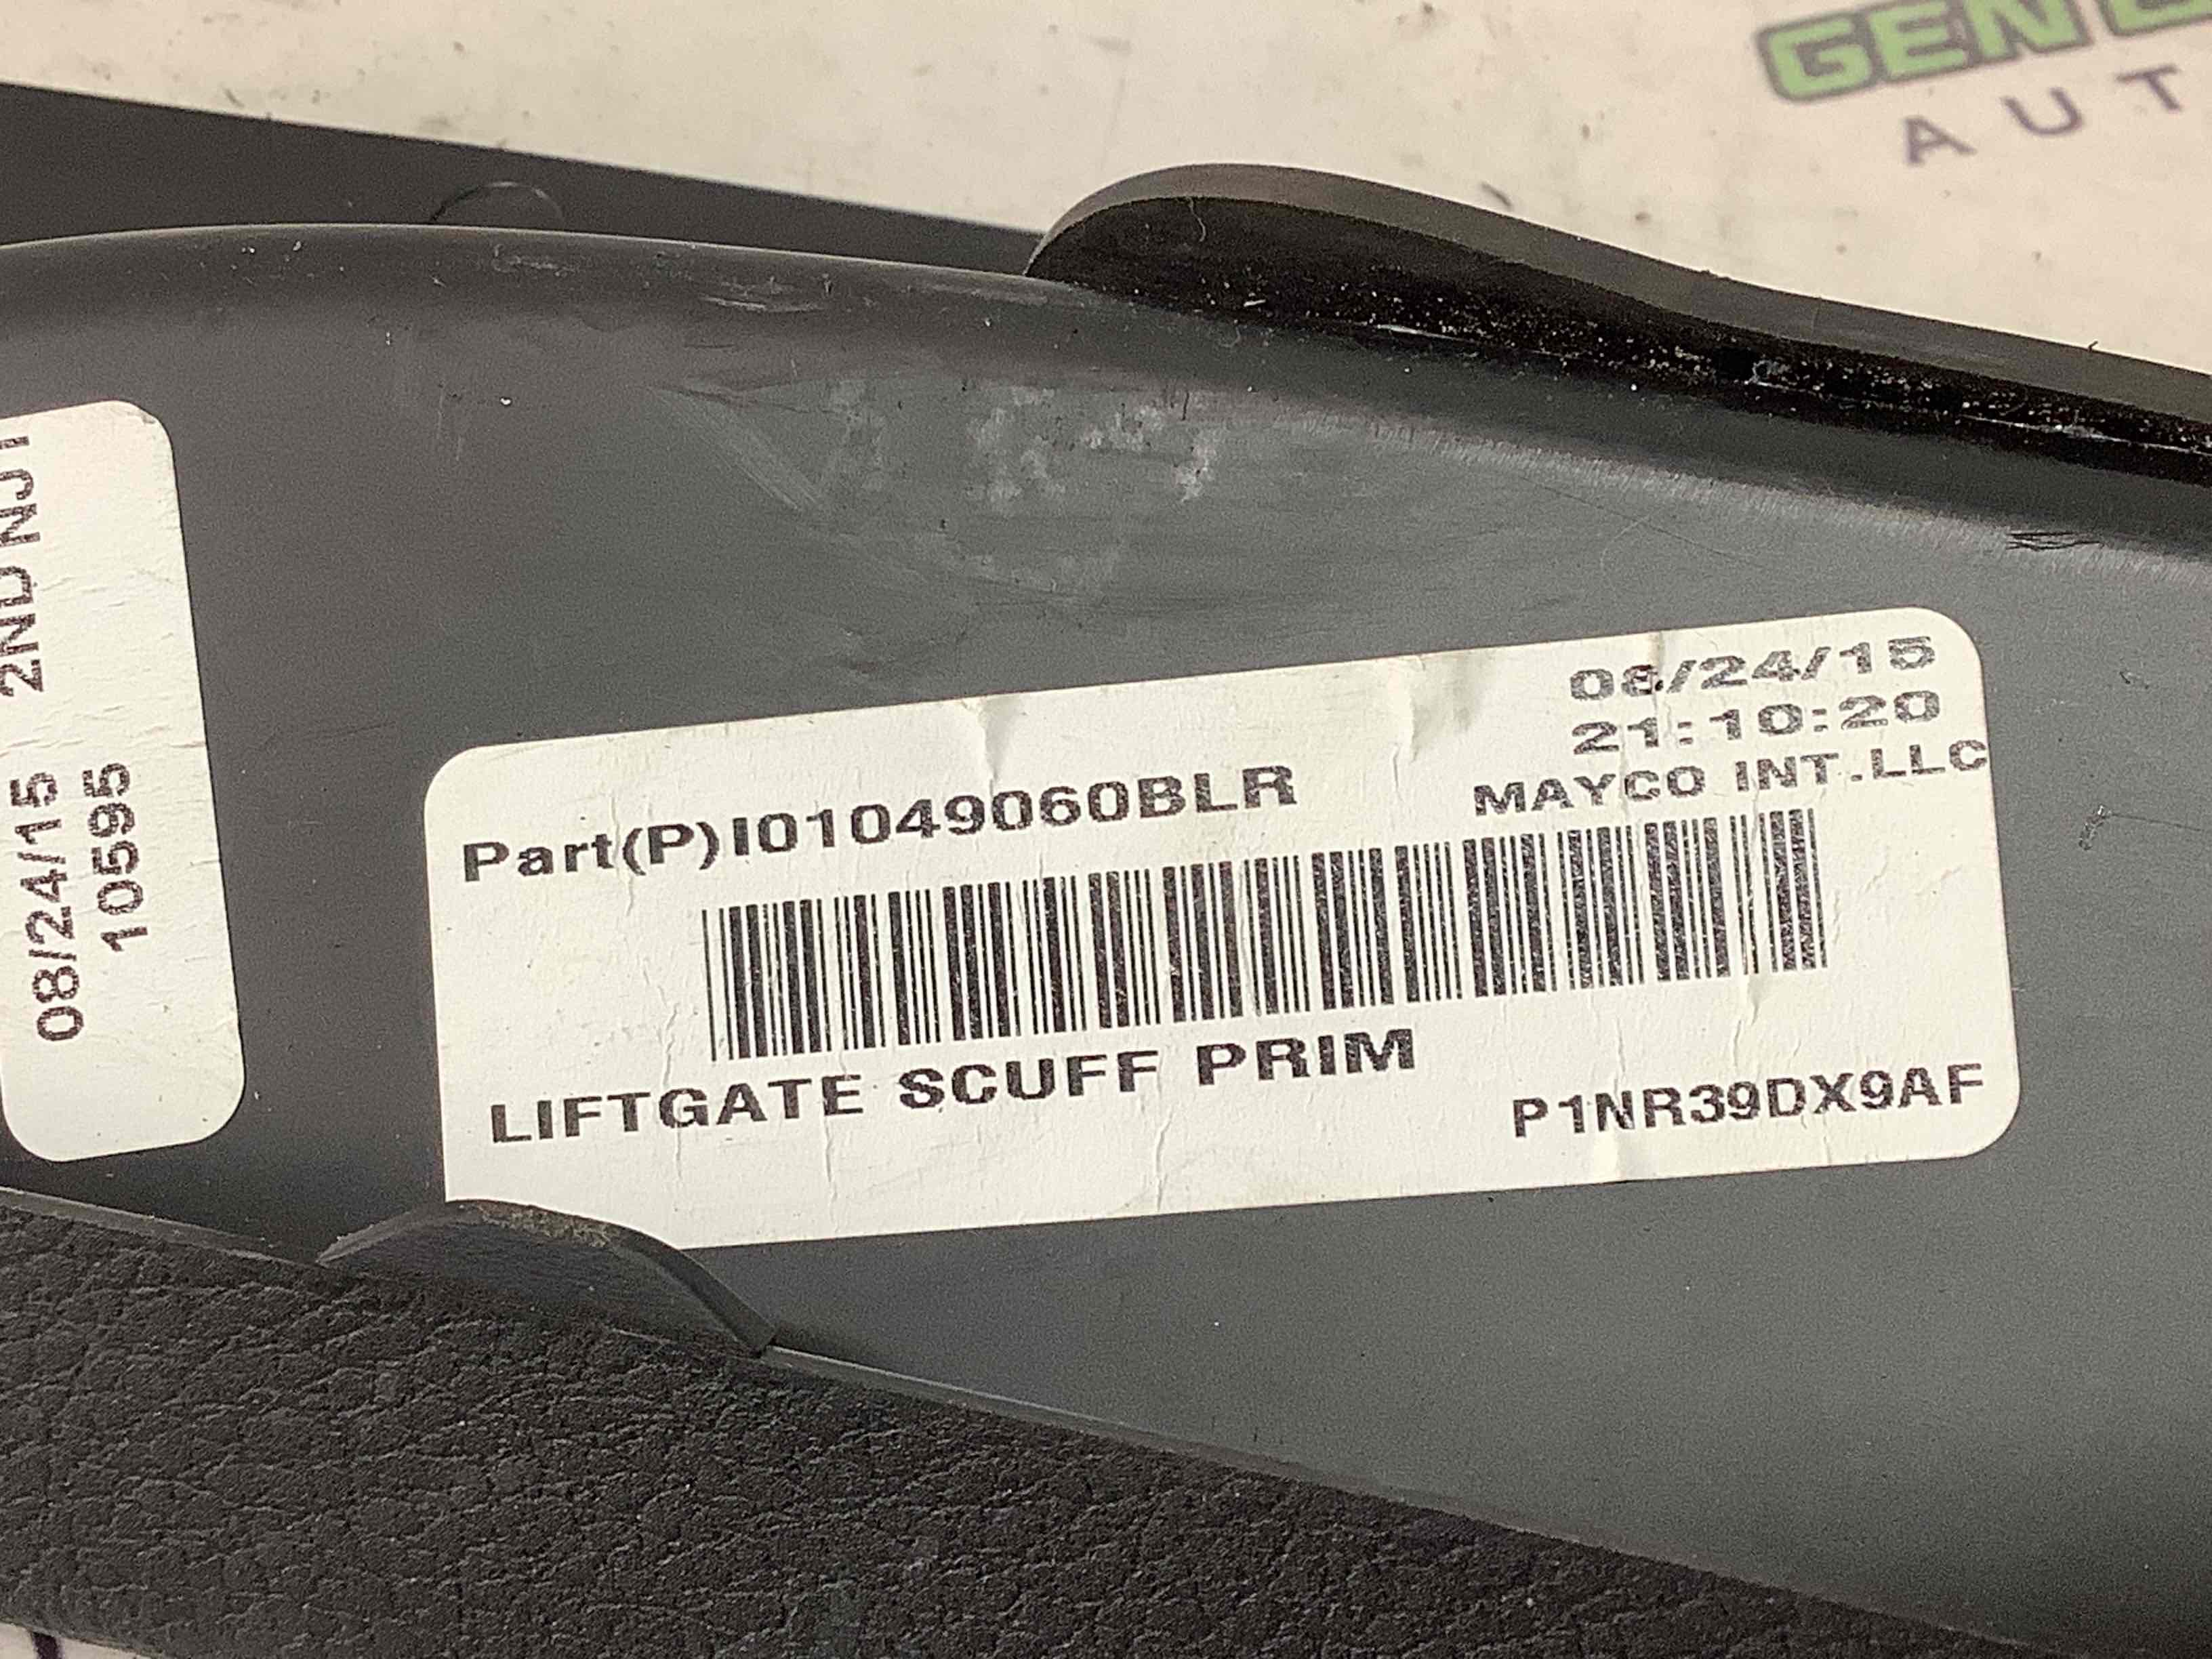 GEN
AUT
2ND NJ1
08/24/15
10595
08/24/15
21:10:20
MAYCO INT.LLC
Part(P)I01049060BLR
LIFTGATE SCUFF PRIM
P1NR39DX9AF